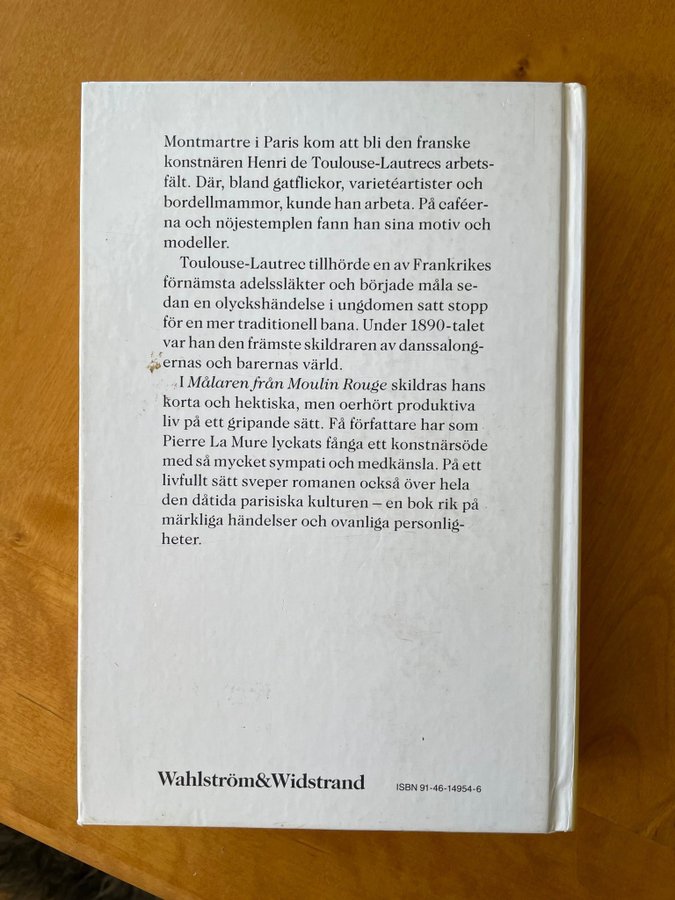 Montmartre i Paris kom att bli den franske
konstnären Henri de Toulouse-Lautrecs arbets-
fält. Där, bland gatflickor, varietéartister och
bordellmammor, kunde han arbeta. På caféer-
na och nöjestemplen fann han sina motiv och
modeller.
Toulouse-Lautrec tillhörde en av Frankrikes
förnämsta adelssläkter och började måla se-
dan en olyckshändelse i ungdomen satt stopp
för en mer traditionell bana. Under 1890-talet
var han den främste skildraren av danssalong-
ernas och barernas värld.
I Målaren från Moulin Rouge skildras hans
korta och hektiska, men oerhört produktiva
liv på ett gripande sätt. Få författare har som
Pierre La Mure lyckats fånga ett konstnärsöde
med så mycket sympati och medkänsla. På ett
livfullt sätt sveper romanen också över hela
den dåtida parisiska kulturen – en bok rik på
märkliga händelser och ovanliga personlig-
heter.
Wahlström&Widstrand
ISBN 91-46-14954-6